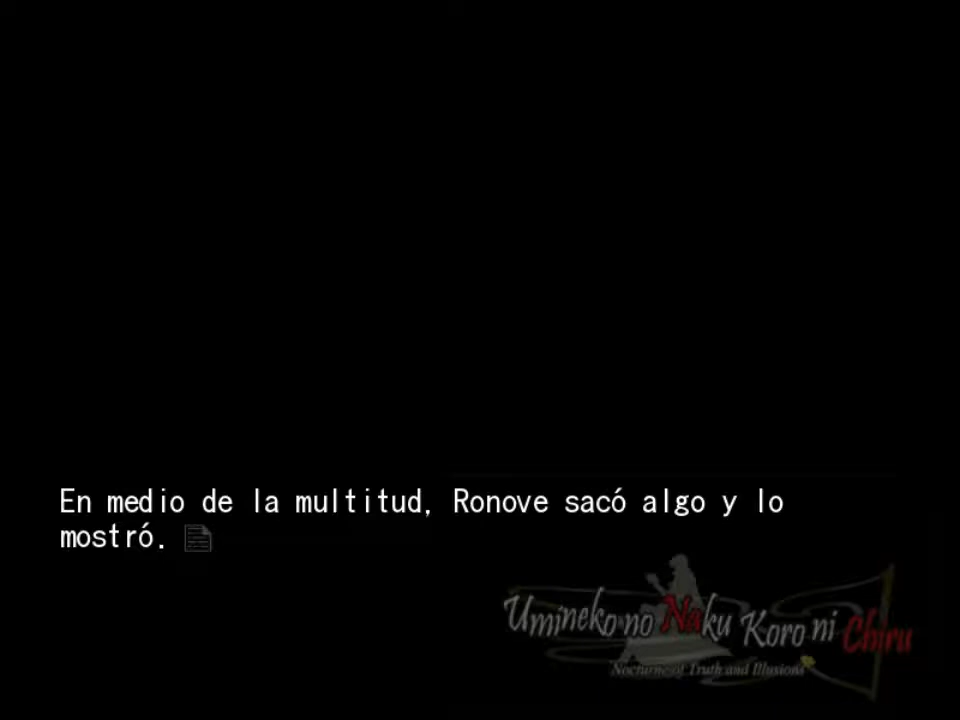 En medio de la multitud, Ronove sacó algo y lo
mostró.
Umineko no Naku Koro ni Chiru
Nocturne of Truth and Illusions